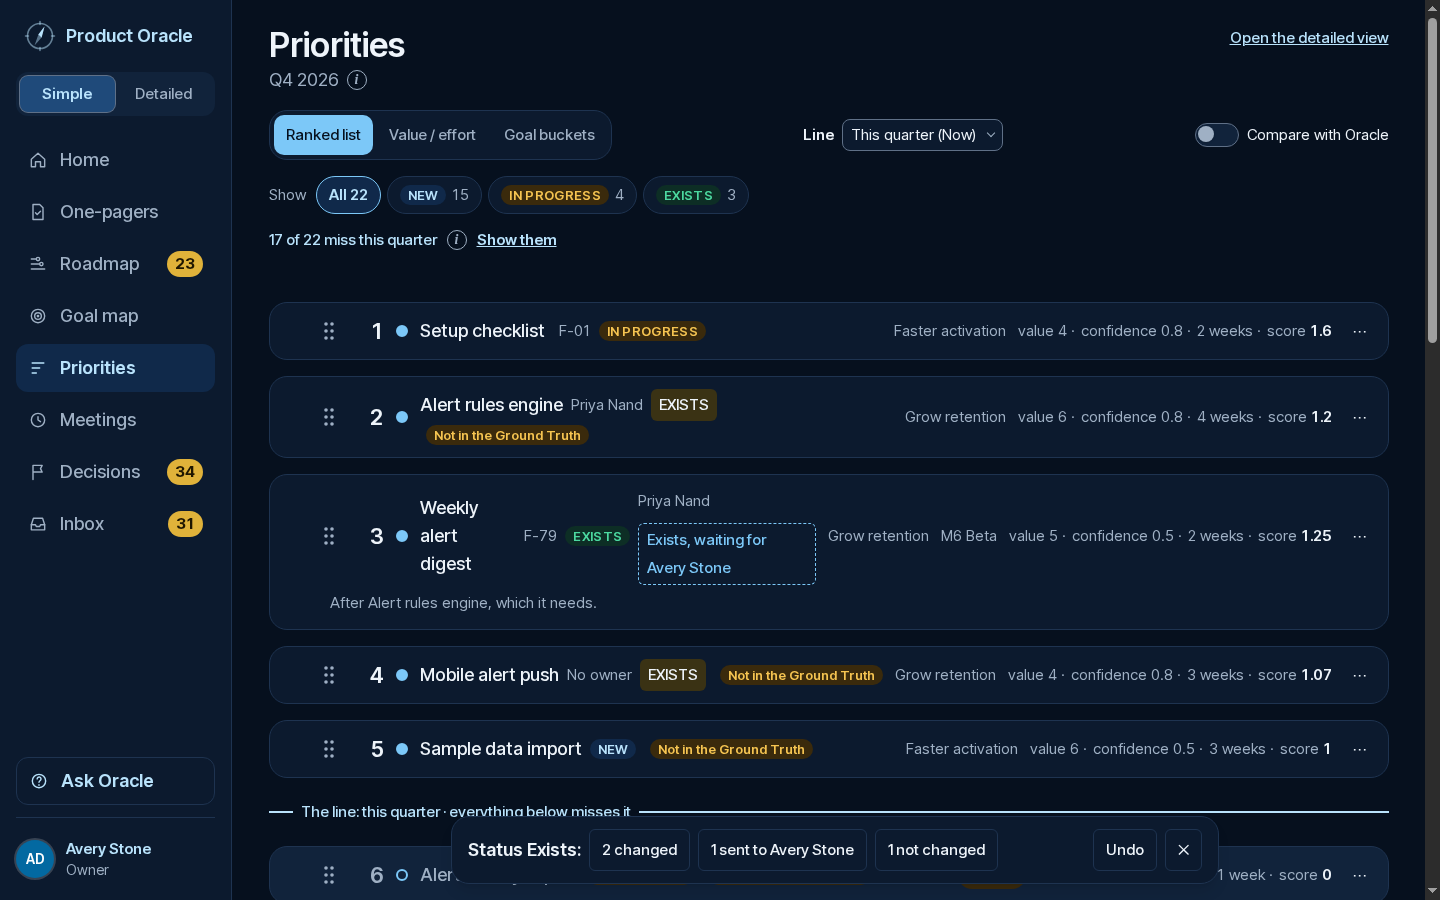 Product Oracle
Simple Detailed
Home
One-pagers
Roadmap 23
Goal map
Priorities
Meetings
Decisions 34
Inbox 31
Ask Oracle
AD Avery Stone
Owner
Priorities
Open the detailed view
Q4 2026 i
Ranked list Value / effort Goal buckets
Line This quarter (Now)
Compare with Oracle
Show All 22 NEW 15 IN PROGRESS 4 EXISTS 3
17 of 22 miss this quarter i Show them
1 Setup checklist F-01 IN PROGRESS Faster activation value 4 · confidence 0.8 · 2 weeks · score 1.6 ...
2 Alert rules engine Priya Nand EXISTS Grow retention value 6 · confidence 0.8 · 4 weeks · score 1.2 ...
Not in the Ground Truth
3 Weekly alert digest F-79 EXISTS Priya Nand
Exists, waiting for
Avery Stone
Grow retention M6 Beta value 5 · confidence 0.5 · 2 weeks · score 1.25 ...
After Alert rules engine, which it needs.
4 Mobile alert push No owner EXISTS Not in the Ground Truth Grow retention value 4 · confidence 0.8 · 3 weeks · score 1.07 ...
5 Sample data import NEW Not in the Ground Truth Faster activation value 6 · confidence 0.5 · 3 weeks · score 1 ...
The line: this quarter · everything below misses it
Status Exists: 2 changed 1 sent to Avery Stone 1 not changed Undo ×
6 1 week · score 0 ...